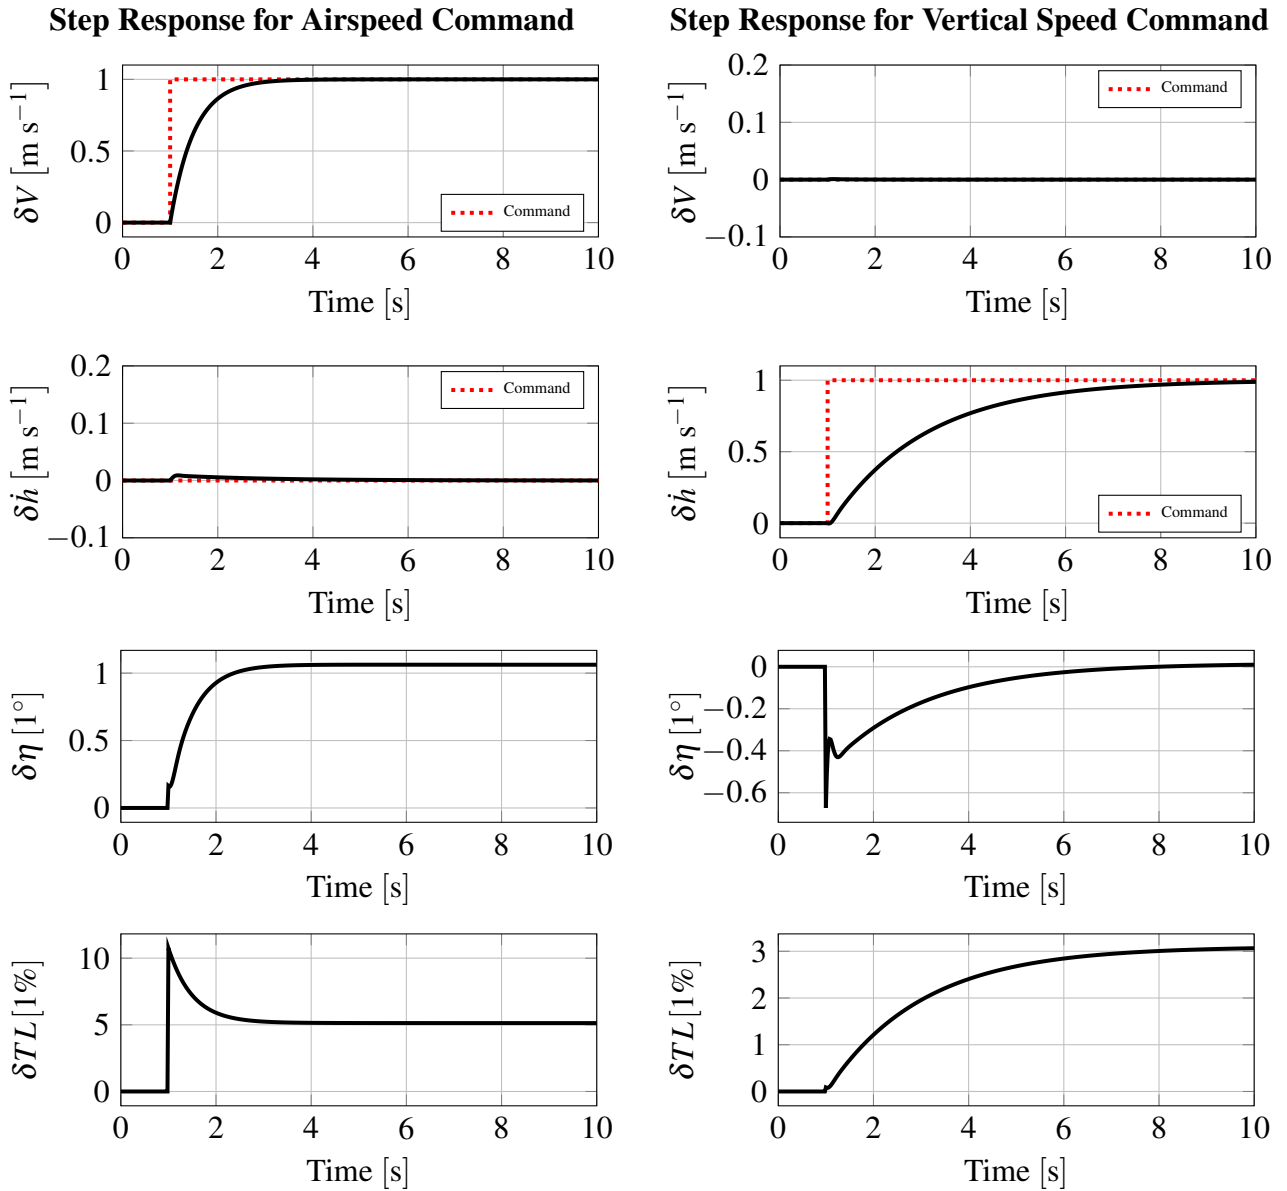 Step Response for Airspeed Command
Step Response for Vertical Speed Command
δV [m s−1]
1
0.5
0
Command
0 2 4 6 8 10
Time [s]
δV [m s−1]
0.2
0.1
0
−0.1
Command
0 2 4 6 8 10
Time [s]
δḣ [m s−1]
0.2
0.1
0
−0.1
Command
0 2 4 6 8 10
Time [s]
δḣ [m s−1]
1
0.5
0
Command
0 2 4 6 8 10
Time [s]
δη [1°]
1
0.5
0
0 2 4 6 8 10
Time [s]
δη [1°]
0
−0.2
−0.4
−0.6
0 2 4 6 8 10
Time [s]
δTL [1%]
10
5
0
0 2 4 6 8 10
Time [s]
δTL [1%]
3
2
1
0
0 2 4 6 8 10
Time [s]